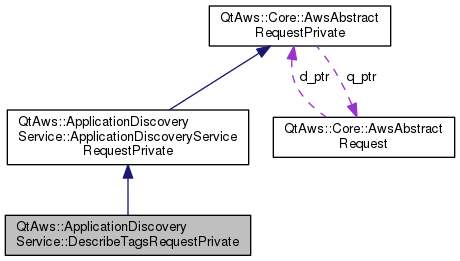 QtAws::Core::AwsAbstract
RequestPrivate
d_ptr
q_ptr
QtAws::ApplicationDiscovery
Service::ApplicationDiscoveryService
RequestPrivate
QtAws::Core::AwsAbstract
Request
QtAws::ApplicationDiscovery
Service::DescribeTagsRequestPrivate